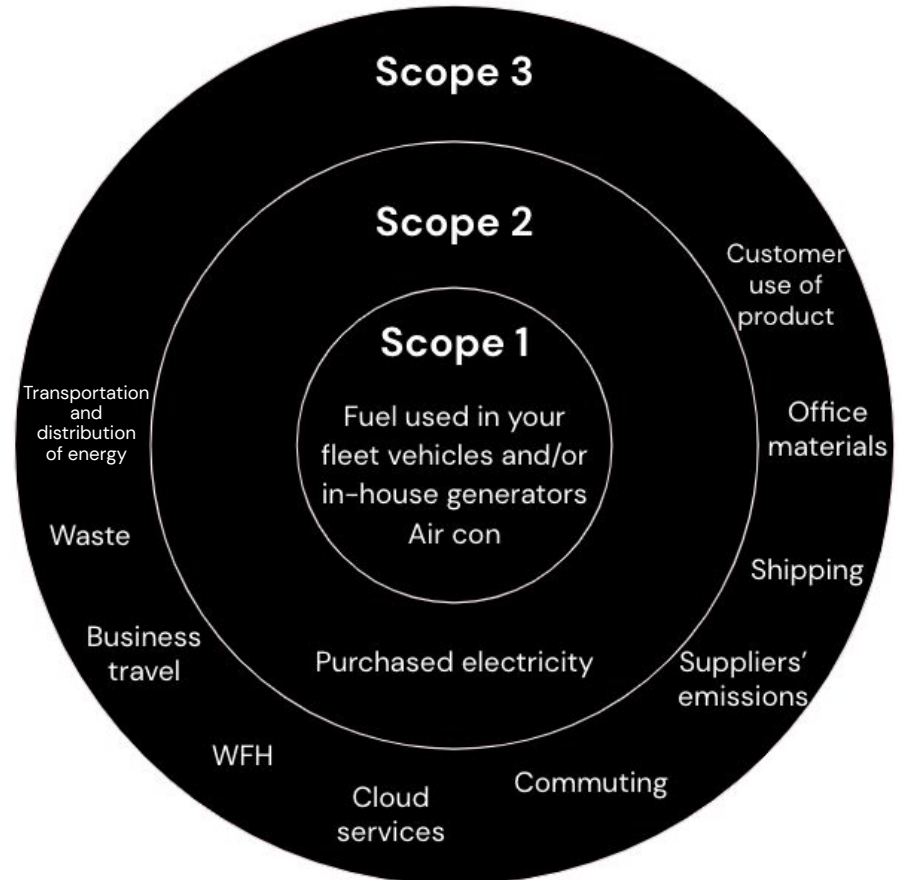 Scope 3
Scope 2
Scope 1
Fuel used in your
fleet vehicles and/or
in-house generators
Air con
Purchased electricity
Customer
use of
product
Office
materials
Shipping
Suppliers’
emissions
Commuting
Cloud
services
WFH
Business
travel
Waste
Transportation
and
distribution
of energy